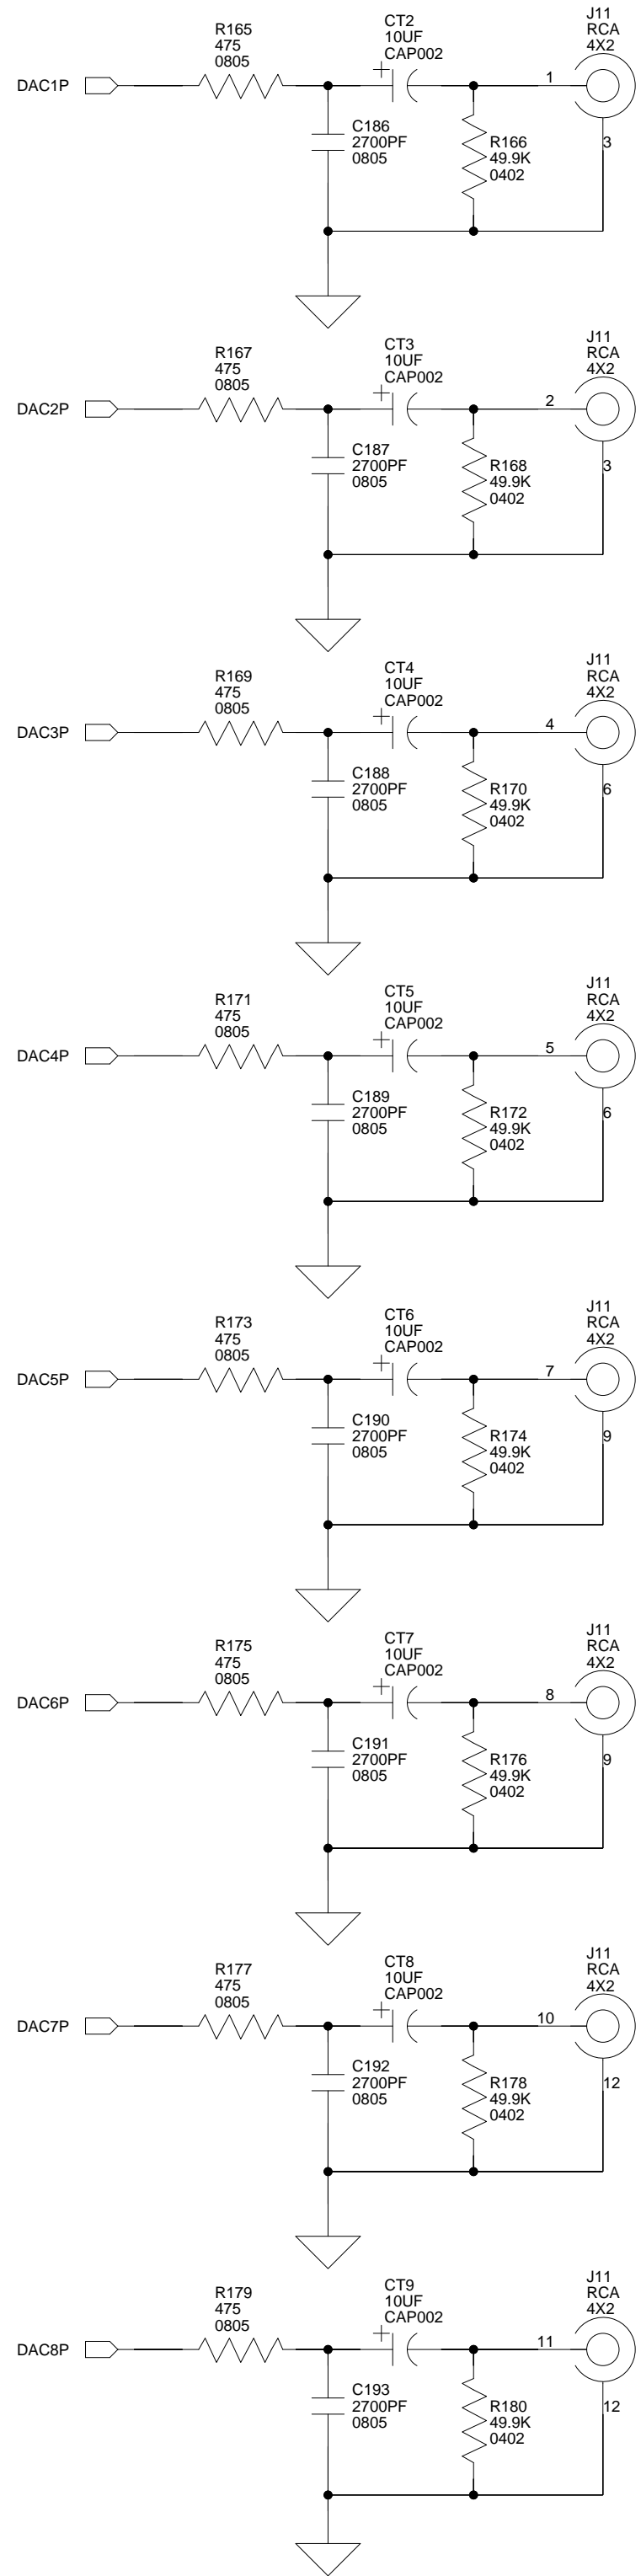 R165
475
0805
CT2
10UF
CAP002
J11
RCA
4X2
DAC1P
+
1
C186
2700PF
0805
R166
49.9K
0402
3
R167
475
0805
CT3
10UF
CAP002
J11
RCA
4X2
DAC2P
+
2
C187
2700PF
0805
R168
49.9K
0402
3
R169
475
0805
CT4
10UF
CAP002
J11
RCA
4X2
DAC3P
+
4
C188
2700PF
0805
R170
49.9K
0402
6
R171
475
0805
CT5
10UF
CAP002
J11
RCA
4X2
DAC4P
+
5
C189
2700PF
0805
R172
49.9K
0402
6
R173
475
0805
CT6
10UF
CAP002
J11
RCA
4X2
DAC5P
+
7
C190
2700PF
0805
R174
49.9K
0402
9
R175
475
0805
CT7
10UF
CAP002
J11
RCA
4X2
DAC6P
+
8
C191
2700PF
0805
R176
49.9K
0402
9
R177
475
0805
CT8
10UF
CAP002
J11
RCA
4X2
DAC7P
+
10
C192
2700PF
0805
R178
49.9K
0402
12
R179
475
0805
CT9
10UF
CAP002
J11
RCA
4X2
DAC8P
+
11
C193
2700PF
0805
R180
49.9K
0402
12